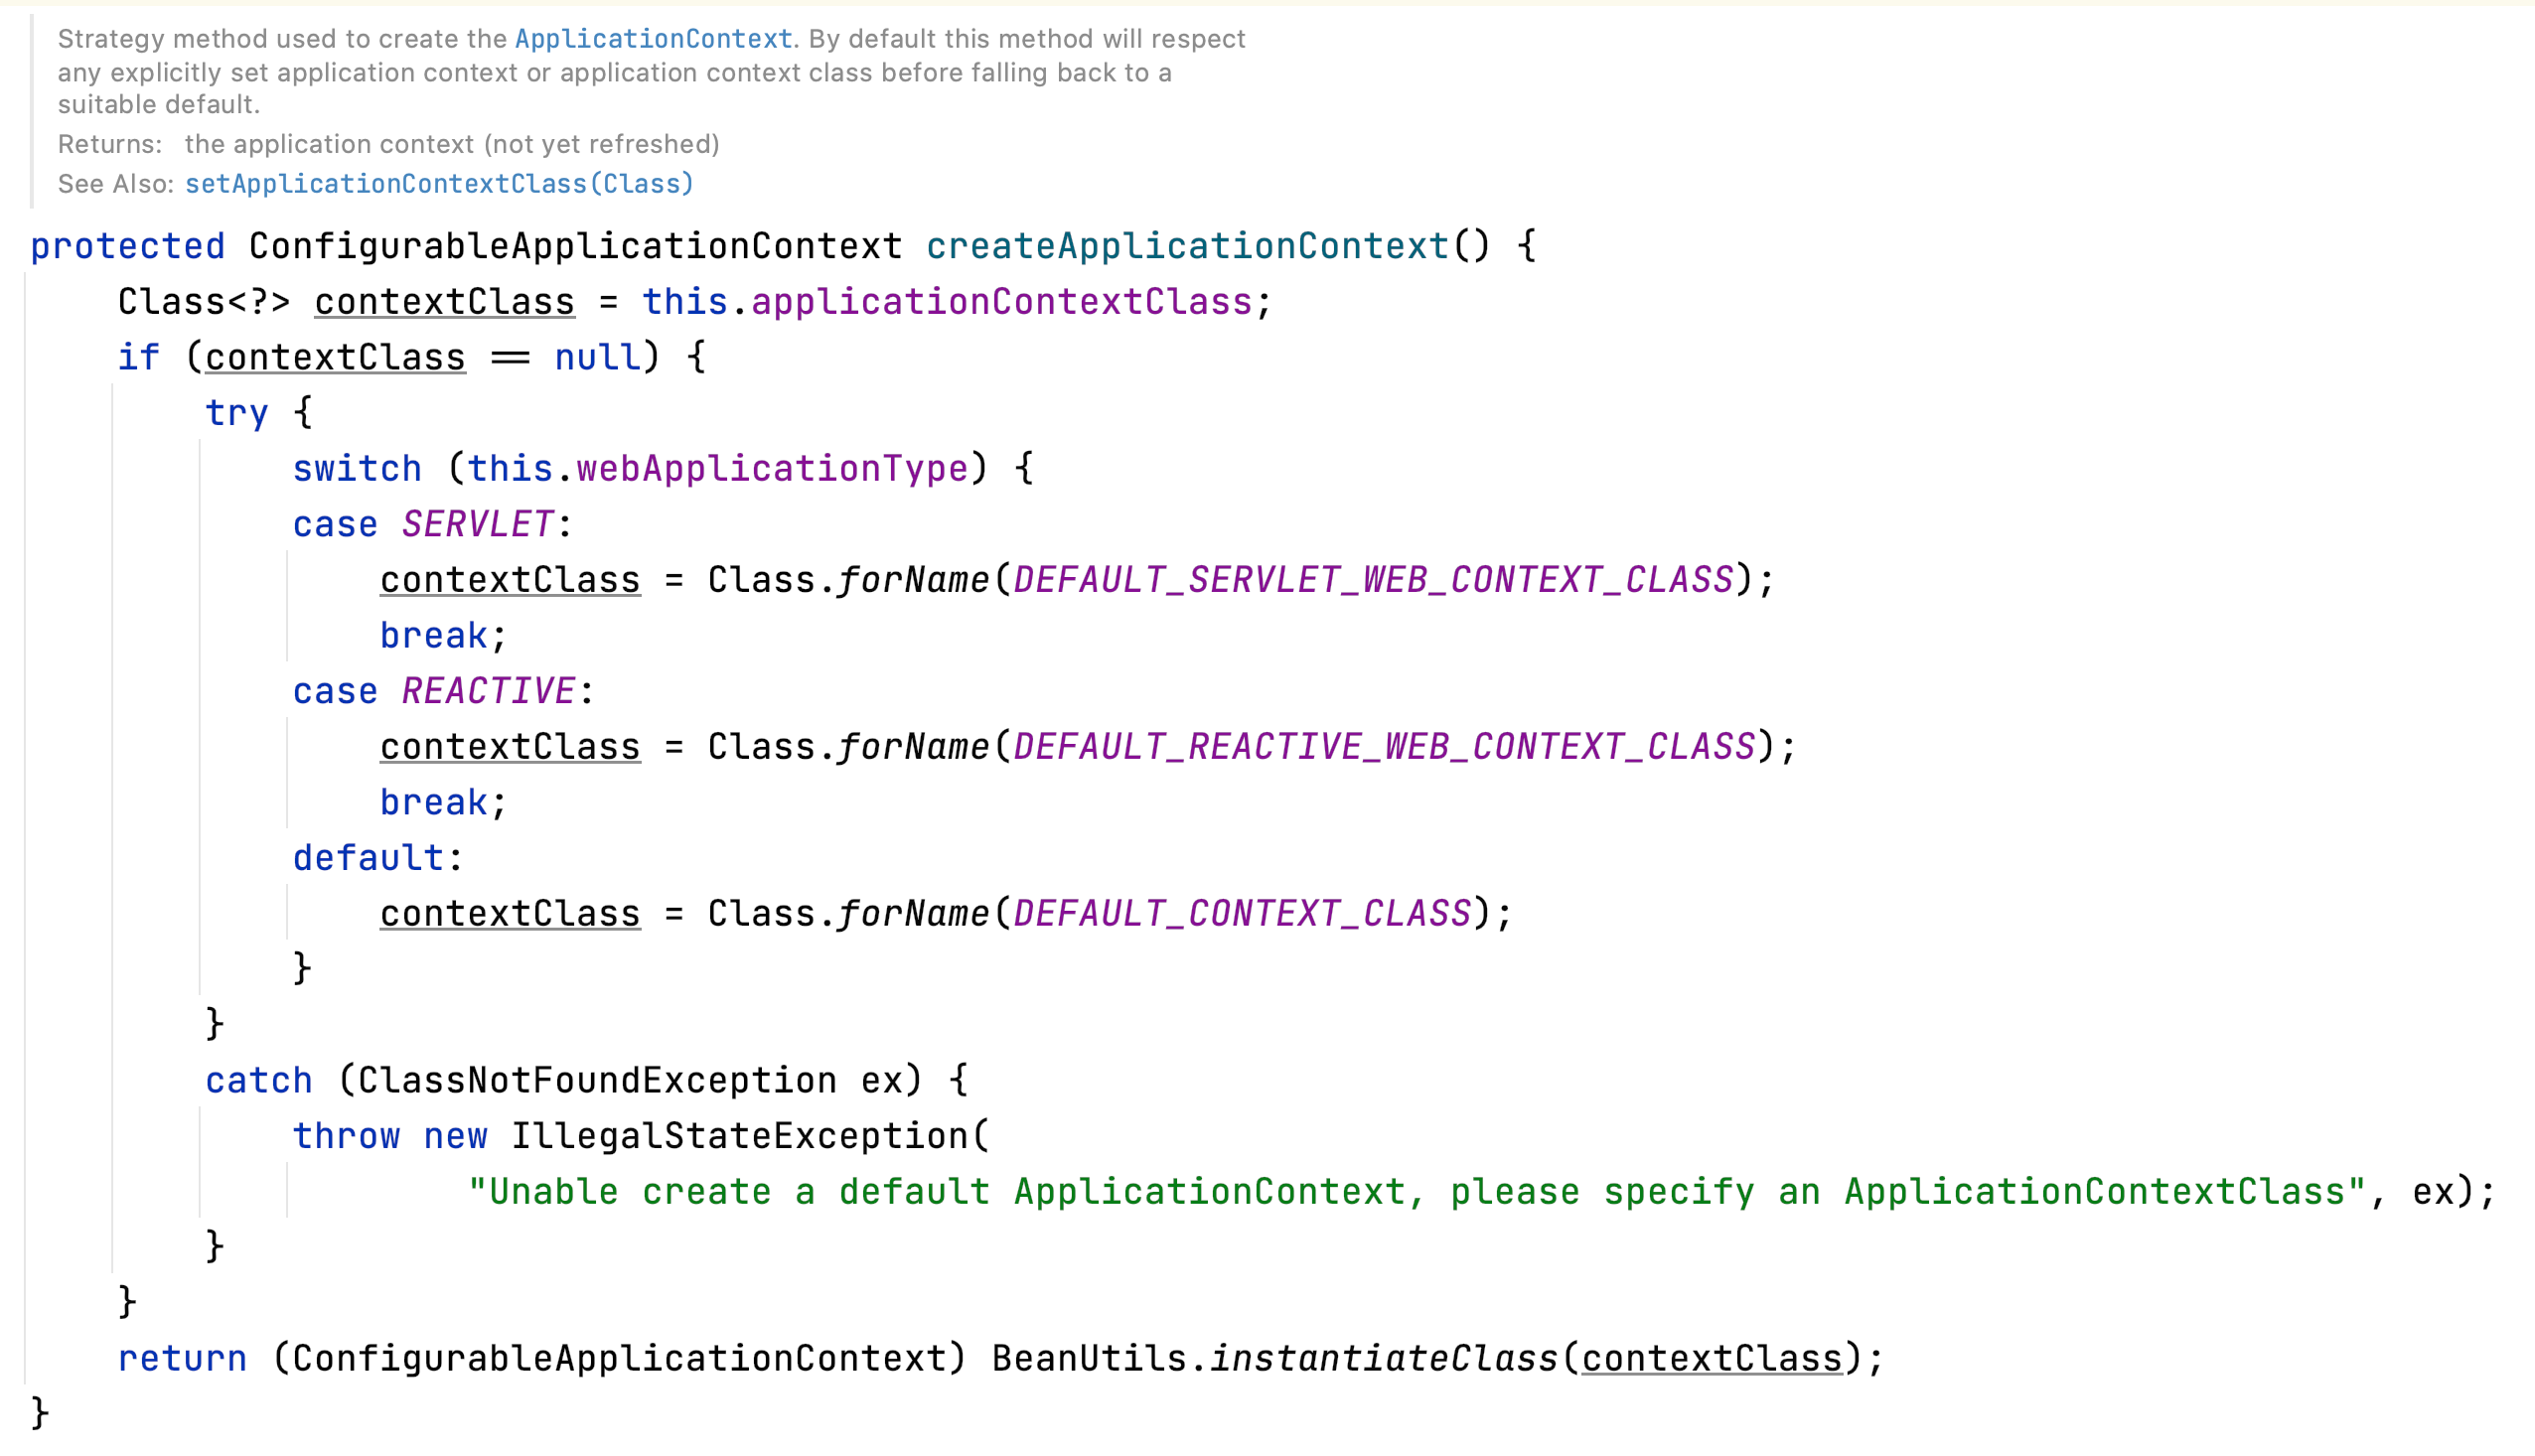 Strategy method used to create the ApplicationContext. By default this method will respect
any explicitly set application context or application context class before falling back to a
suitable default.
Returns: the application context (not yet refreshed)
See Also: setApplicationContextClass(Class)
protected ConfigurableApplicationContext createApplicationContext() {
    Class<?> contextClass = this.applicationContextClass;
    if (contextClass == null) {
        try {
            switch (this.webApplicationType) {
            case SERVLET:
                contextClass = Class.forName(DEFAULT_SERVLET_WEB_CONTEXT_CLASS);
                break;
            case REACTIVE:
                contextClass = Class.forName(DEFAULT_REACTIVE_WEB_CONTEXT_CLASS);
                break;
            default:
                contextClass = Class.forName(DEFAULT_CONTEXT_CLASS);
            }
        }
        catch (ClassNotFoundException ex) {
            throw new IllegalStateException(
                    "Unable create a default ApplicationContext, please specify an ApplicationContextClass", ex);
        }
    }
    return (ConfigurableApplicationContext) BeanUtils.instantiateClass(contextClass);
}